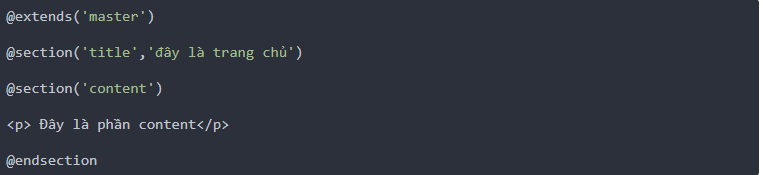 @extends('master')
@section('title','đây là trang chủ')
@section('content')
<p> Đây là phần content</p>
@endsection